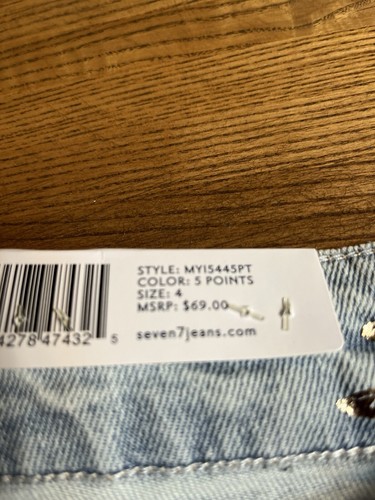 STYLE: MYI5445PT
COLOR: 5 POINTS
SIZE: 4
MSRP: $69.00
seven7jeans.com
4278 47432 5